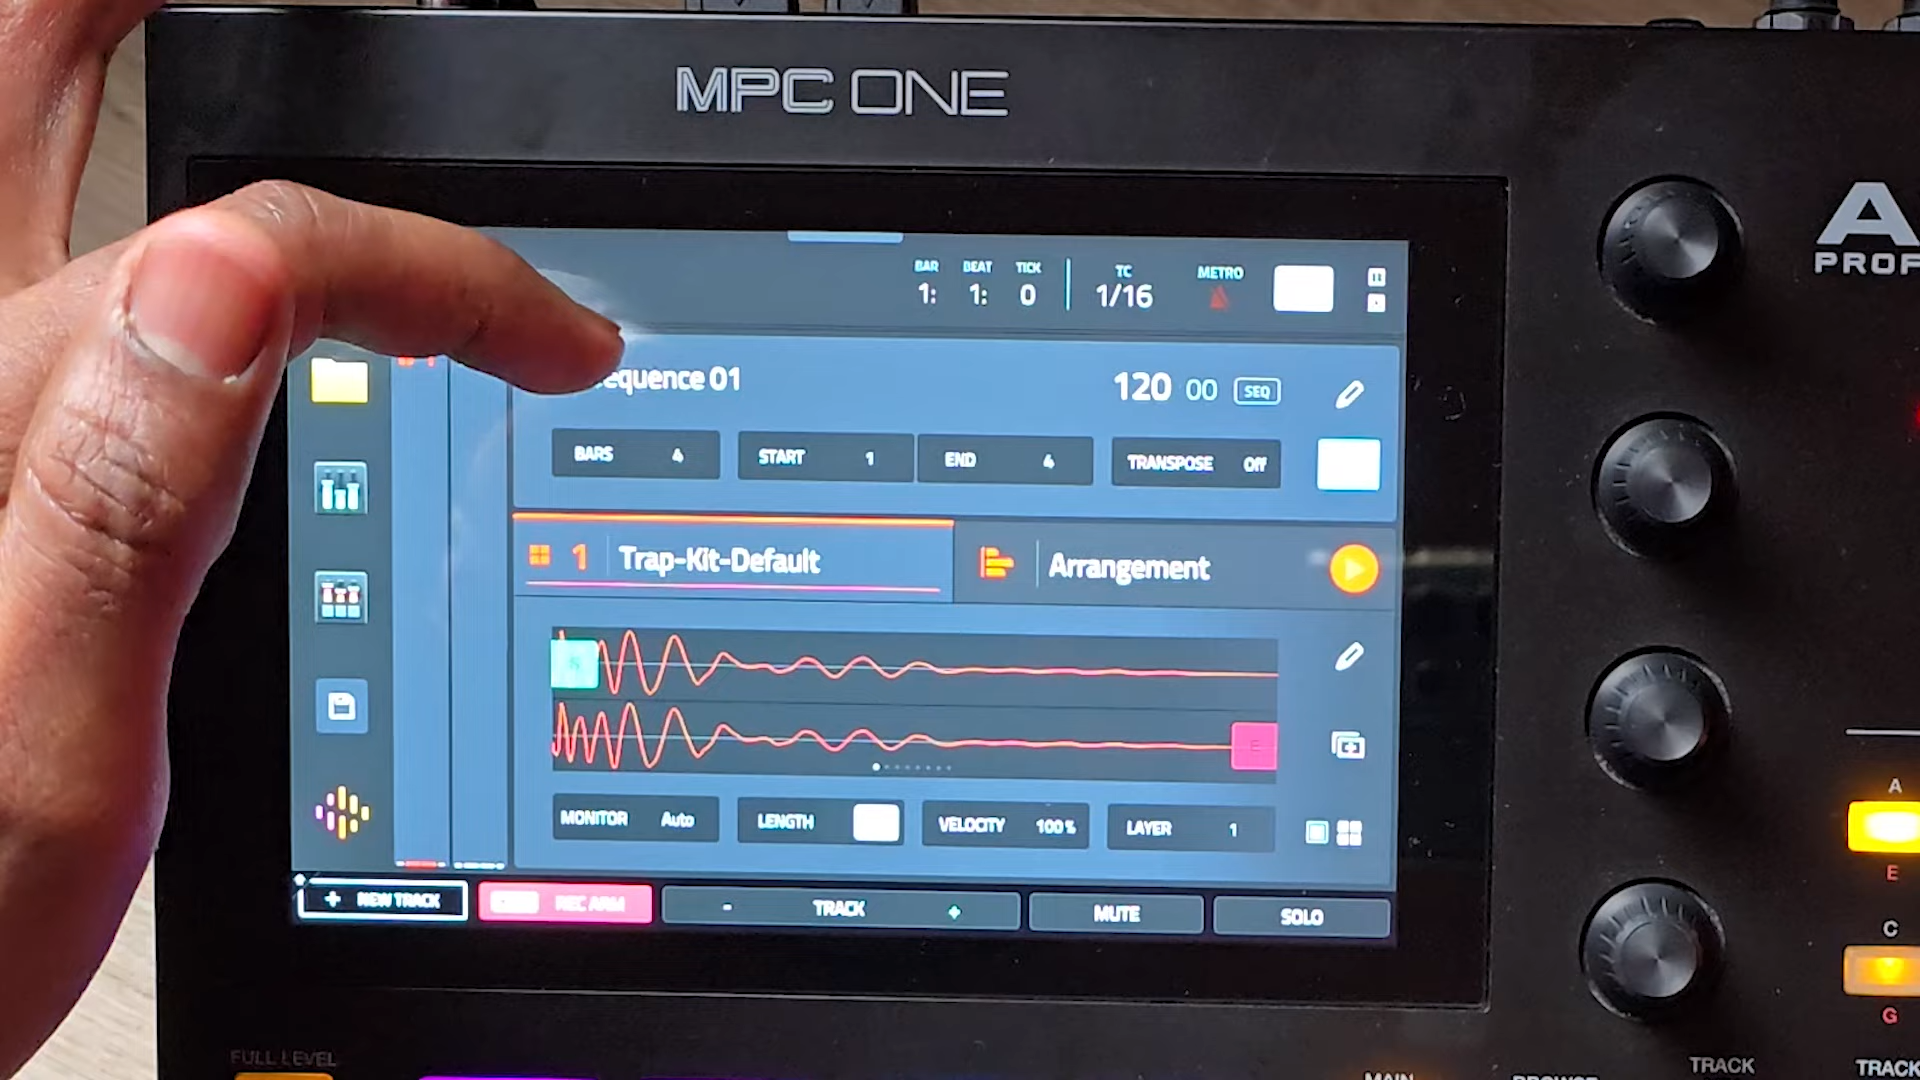 MPC ONE
PROF
BAR BEAT TICK TC METRO
1: 1: 0 1/16
equence 01
120 00 SEQ
BARS 4 START 1 END 4 TRANSPOSE Off
1 Trap-Kit-Default Arrangement
S
E
MONITOR Auto LENGTH VELOCITY 100% LAYER 1
+ NEW TRACK REC ARM - TRACK + MUTE SOLO
A
E
C
G
FULL LEVEL
MAIN
BROWSE
TRACK
TRACK